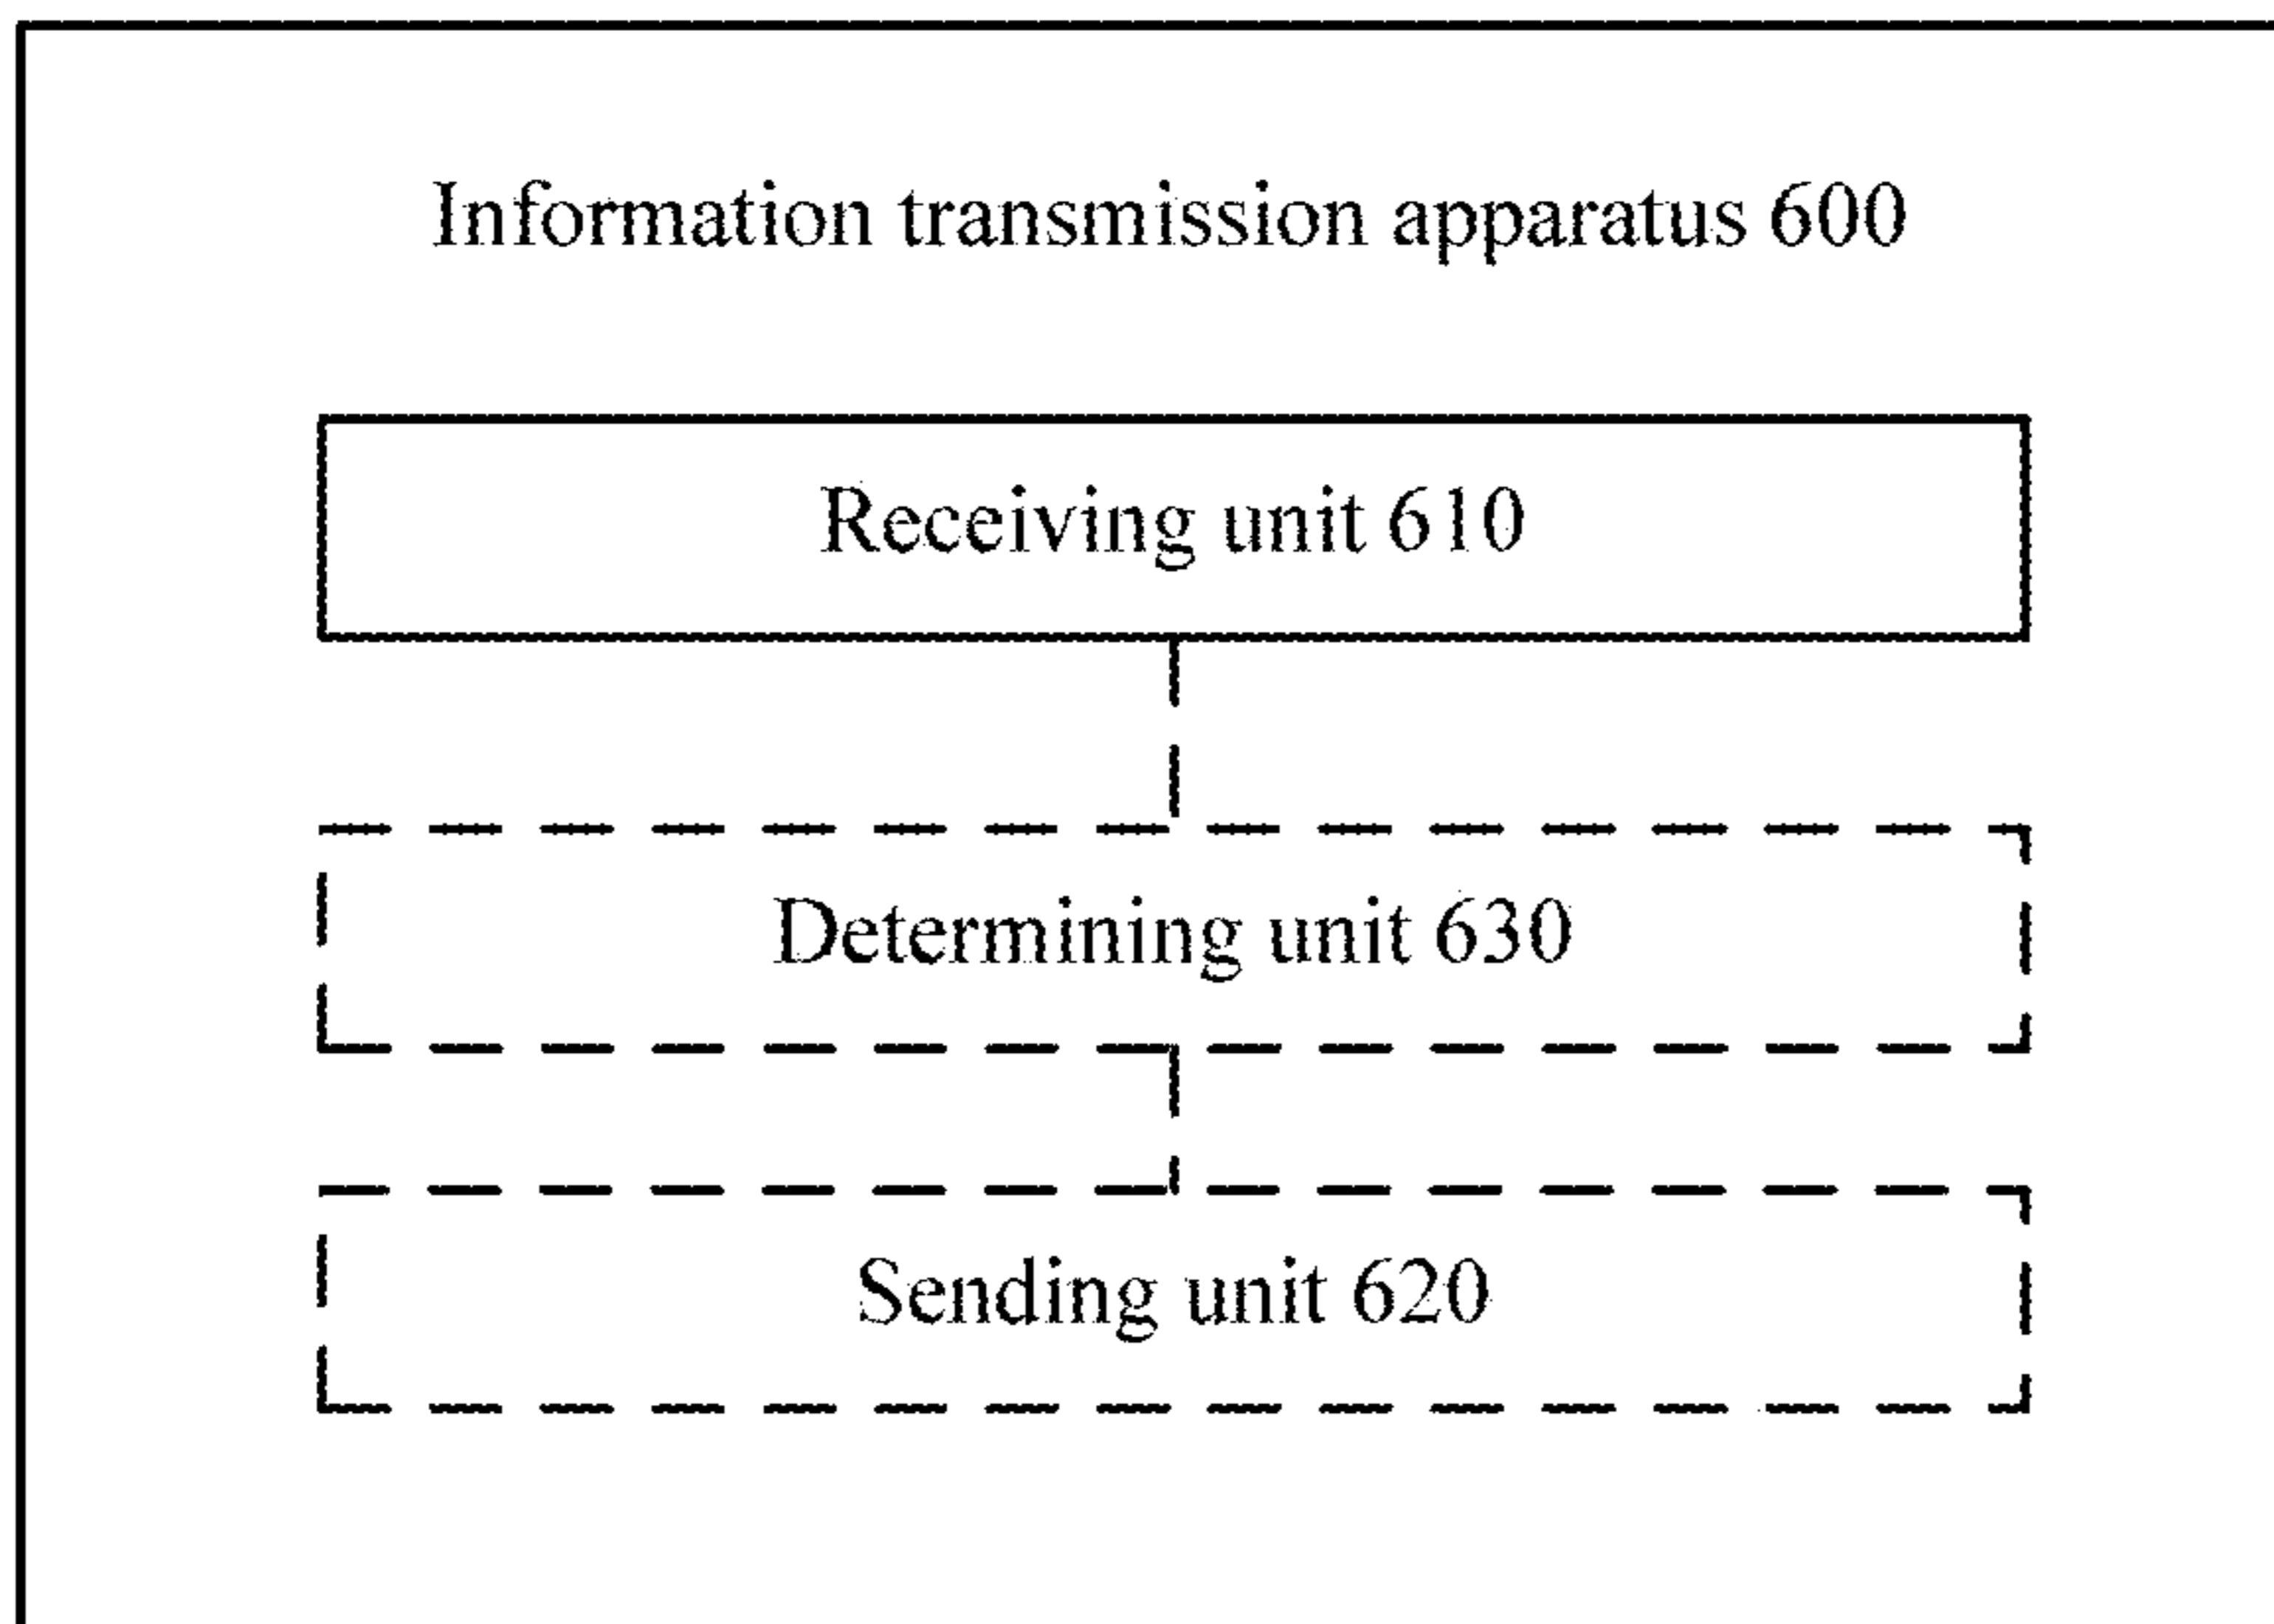 Information transmission apparatus 600
Receiving unit 610
Determining unit 630
Sending unit 620